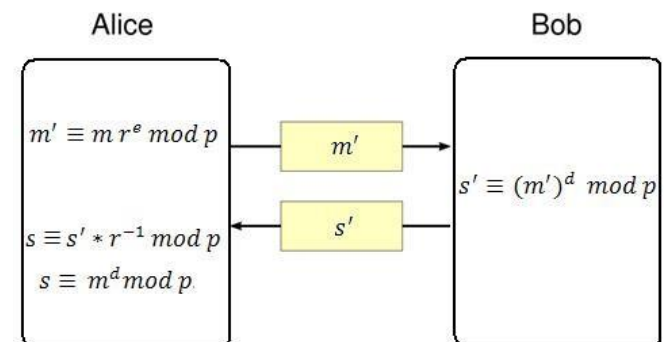 Alice
Bob
m' ≡ m r^e mod p
m'
s' ≡ (m')^d mod p
s'
s ≡ s' * r^{-1} mod p
s ≡ m^d mod p